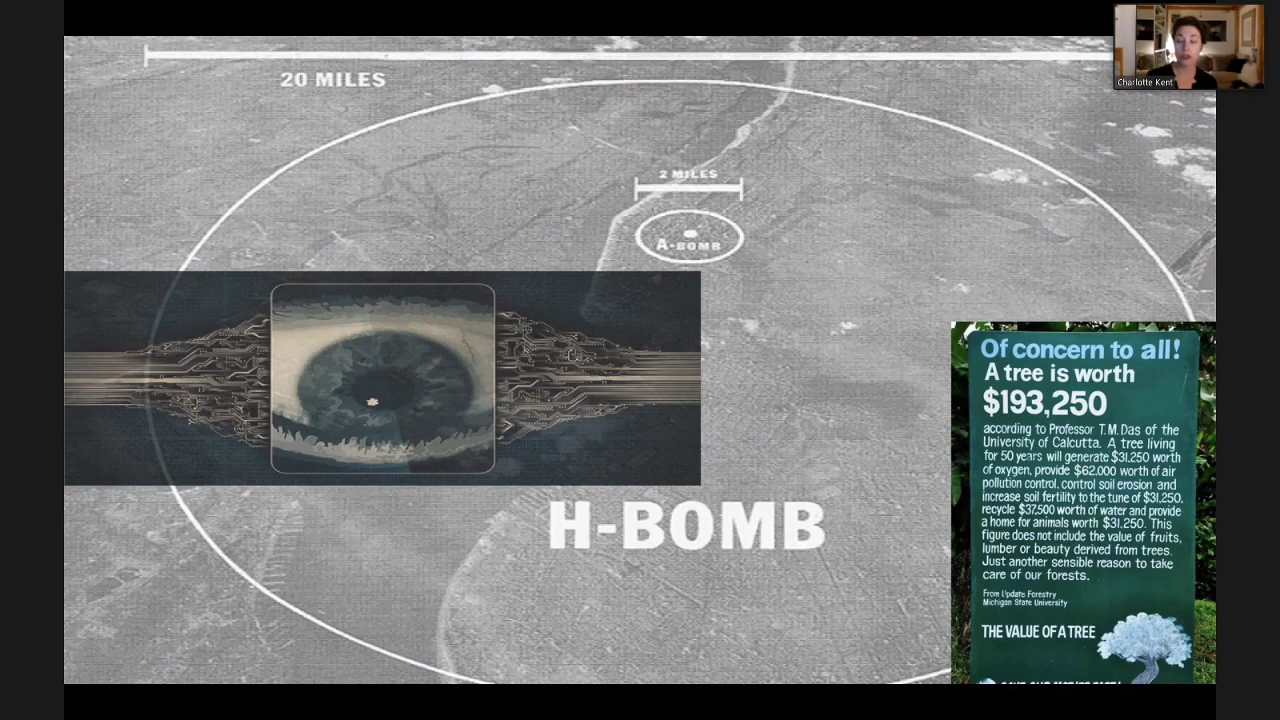 20 MILES
Charlotte Kent
2 MILES
A-BOMB
H-BOMB
Of concern to all!
A tree is worth
$193,250
according to Professor T.M.Das of the
University of Calcutta. A tree living
for 50 years will generate $31,250 worth
of oxygen, provide $62,000 worth of air
pollution control, control soil erosion and
increase soil fertility to the tune of $31,250,
recycle $37,500 worth of water and provide
a home for animals worth $31,250. This
figure does not include the value of fruits,
lumber or beauty derived from trees.
Just another sensible reason to take
care of our forests.
From Update Forestry
Michigan State University
THE VALUE OF A TREE